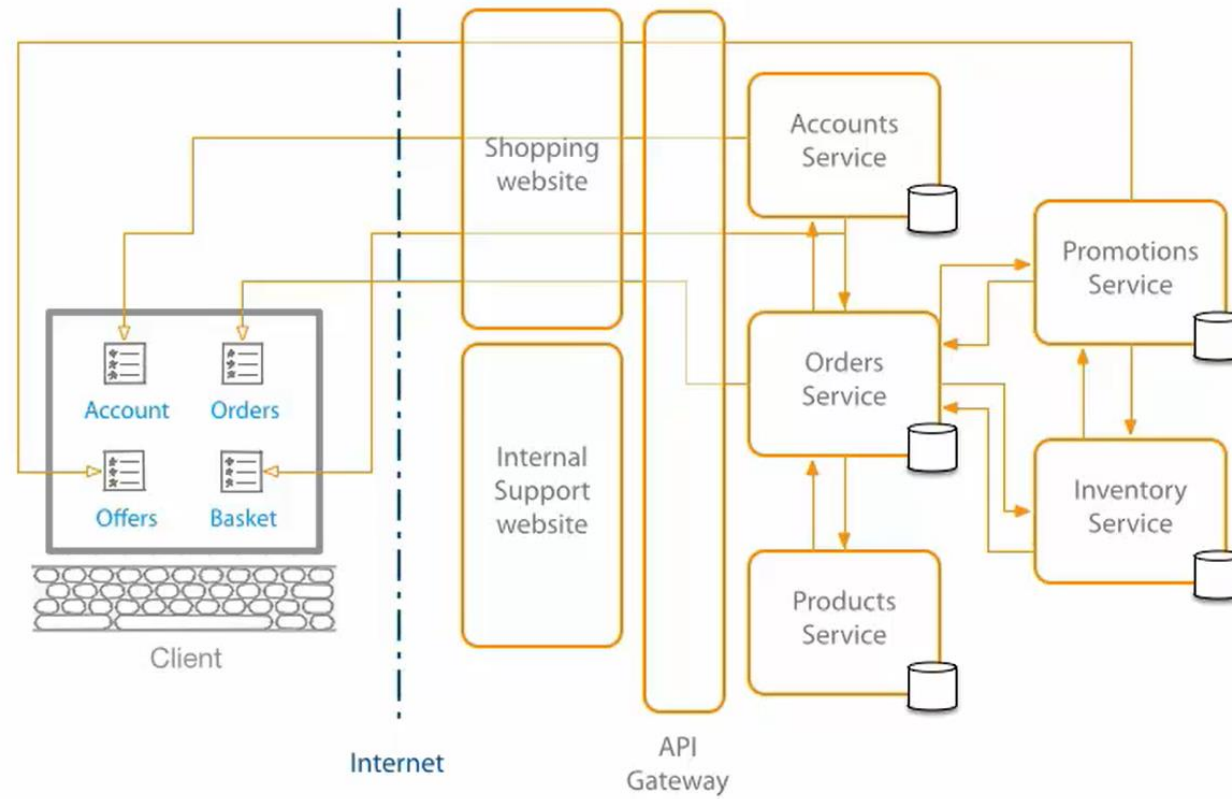 Shopping
website
Accounts
Service
Promotions
Service
Orders
Service
Account
Orders
Offers
Basket
Internal
Support
website
Inventory
Service
Products
Service
Client
Internet
API
Gateway